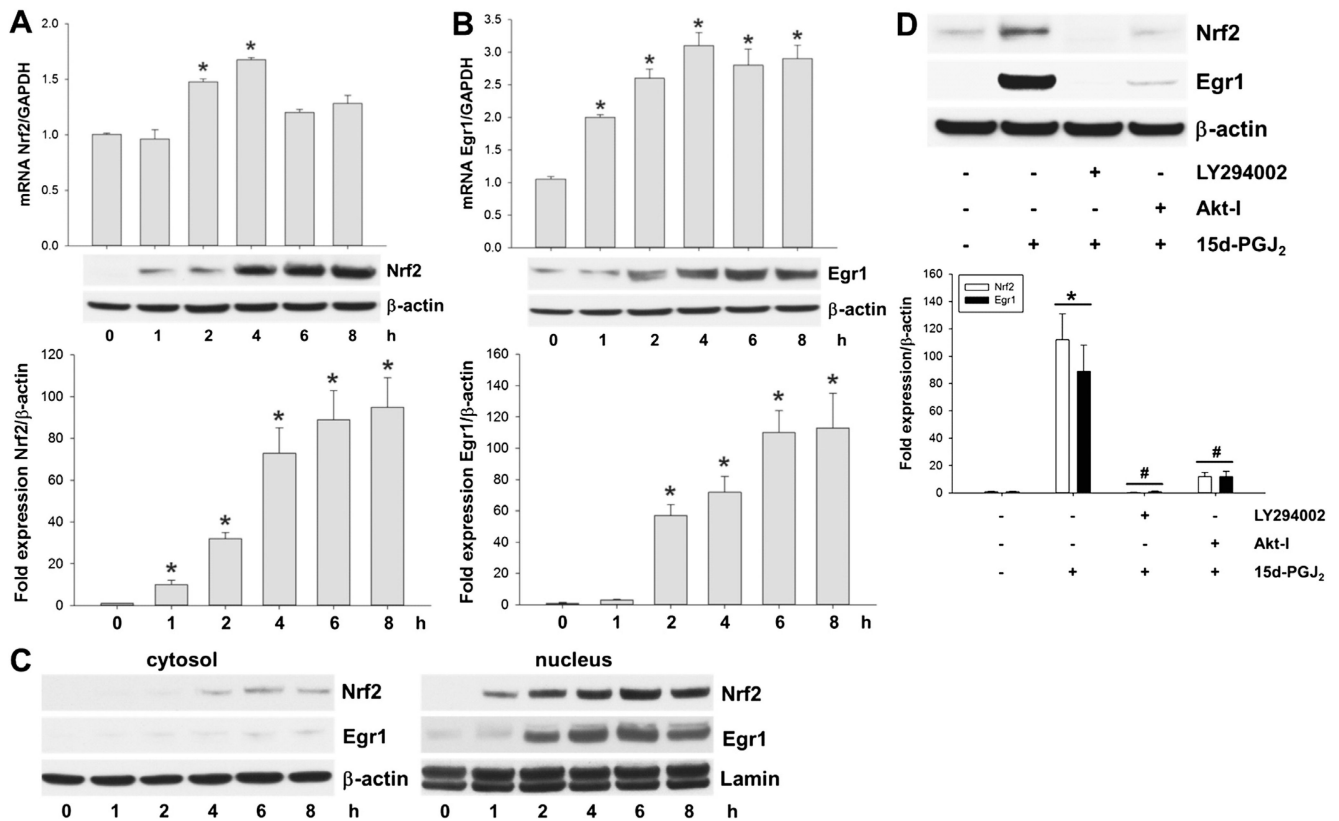 A
mRNA Nrf2/GAPDH
2.0
1.5
1.0
0.5
0.0
* *
Nrf2
β-actin
0 1 2 4 6 8 h
Fold expression Nrf2/β-actin
120
100
80
60
40
20
0
* * * * *
0 1 2 4 6 8 h
B
mRNA Egr1/GAPDH
3.5
3.0
2.5
2.0
1.5
1.0
0.5
0.0
* * * * *
Egr1
β-actin
0 1 2 4 6 8 h
Fold expression Egr1/β-actin
160
140
120
100
80
60
40
20
0
* * * *
0 1 2 4 6 8 h
C
cytosol
Nrf2
Egr1
β-actin
0 1 2 4 6 8 h
nucleus
Nrf2
Egr1
Lamin
0 1 2 4 6 8 h
D
Nrf2
Egr1
β-actin
- - + - LY294002
- - - + Akt-I
- + + + 15d-PGJ₂
Fold expression/β-actin
160
140
120
100
80
60
40
20
0
Nrf2
Egr1
* # #
- - + - LY294002
- - - + Akt-I
- + + + 15d-PGJ₂